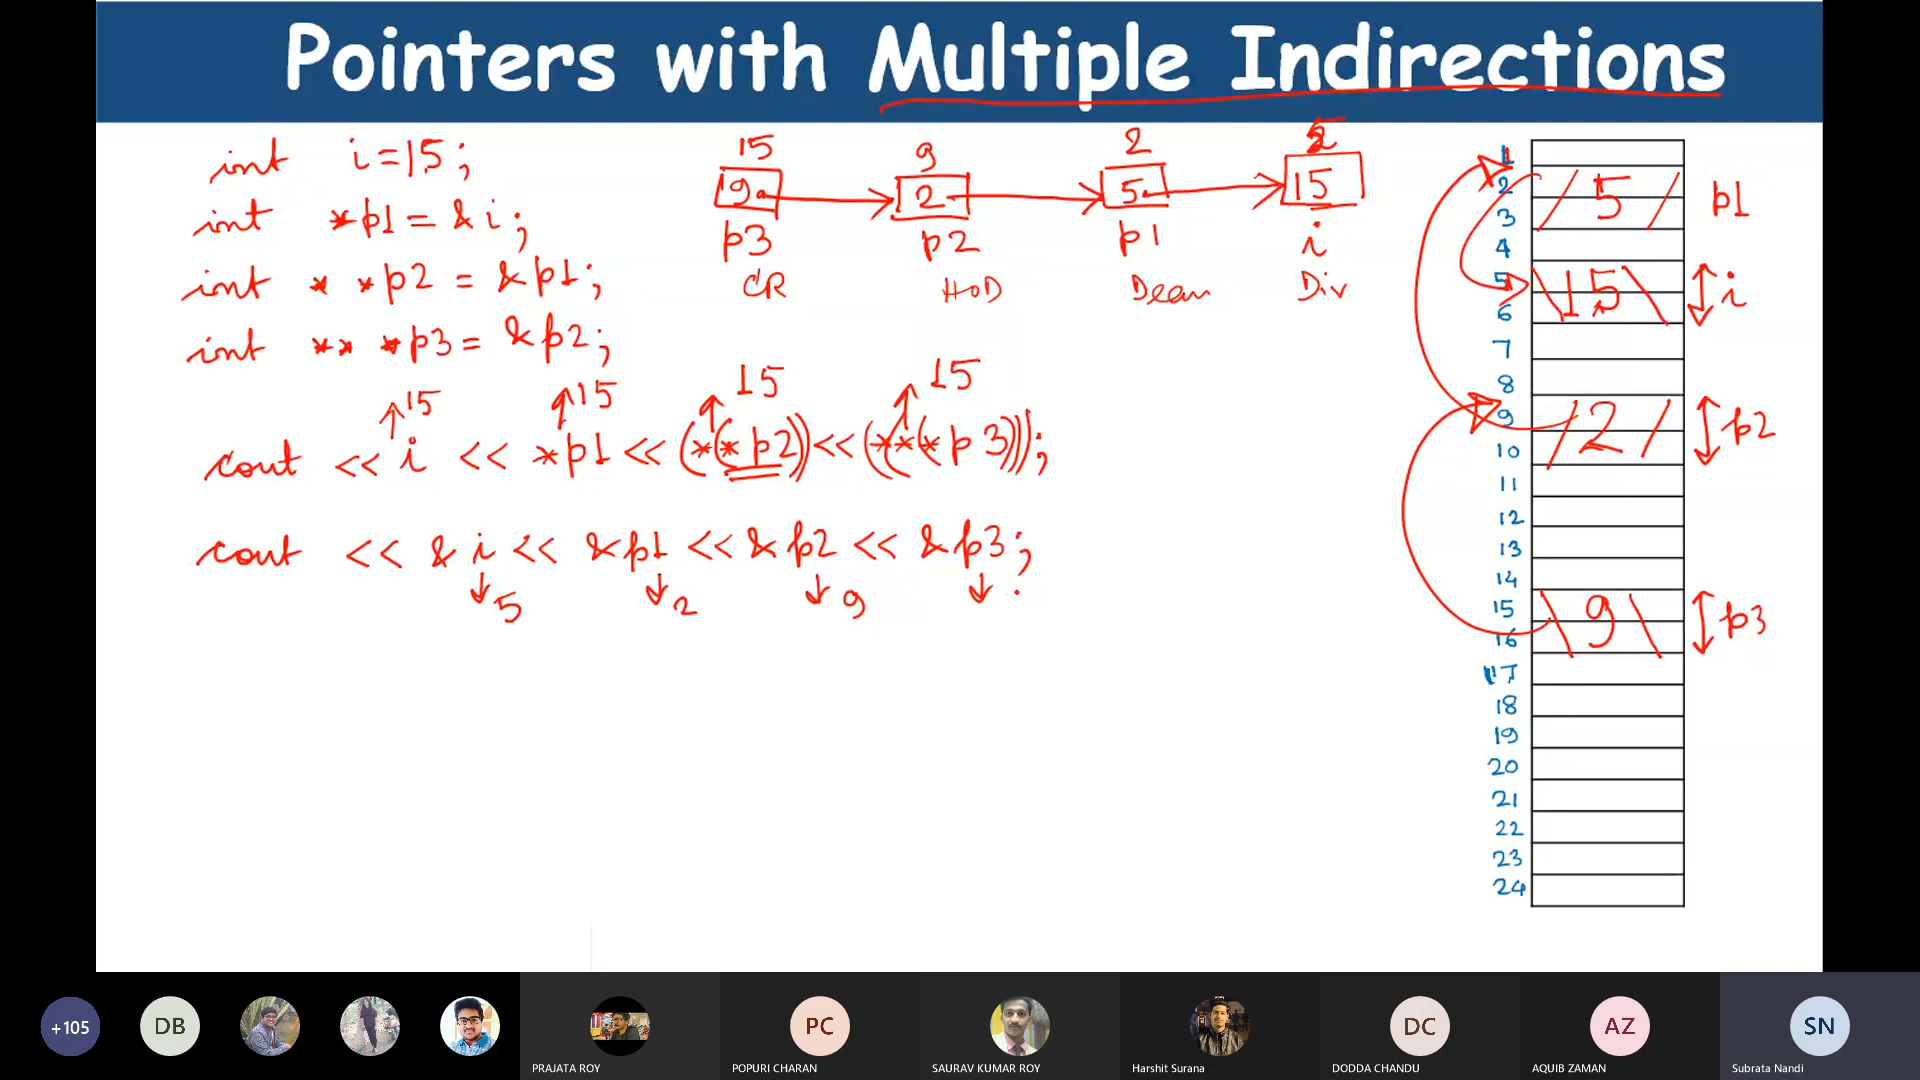 Pointers with Multiple Indirections
int i=15;
int *p1 = &i;
int * *p2 = &p1;
int ** *p3 = &p2;
15 9 2 5
9 2 5 15
p3 p2 p1 i
CR HoD Dean Div
15 15 15 15
cout << i << *p1 << (*(*p2)) << (*(*(*p3)));
cout << &i << &p1 << &p2 << &p3;
5 2 9
1
2 5 p1
3
4
5 15 i
6
7
8
9 2 p2
10
11
12
13
14
15 9 p3
16
17
18
19
20
21
22
23
24
+105 DB PC DC AZ SN
PRAJATA ROY POPURI CHARAN SAURAV KUMAR ROY Harshit Surana DODDA CHANDU AQUIB ZAMAN Subrata Nandi